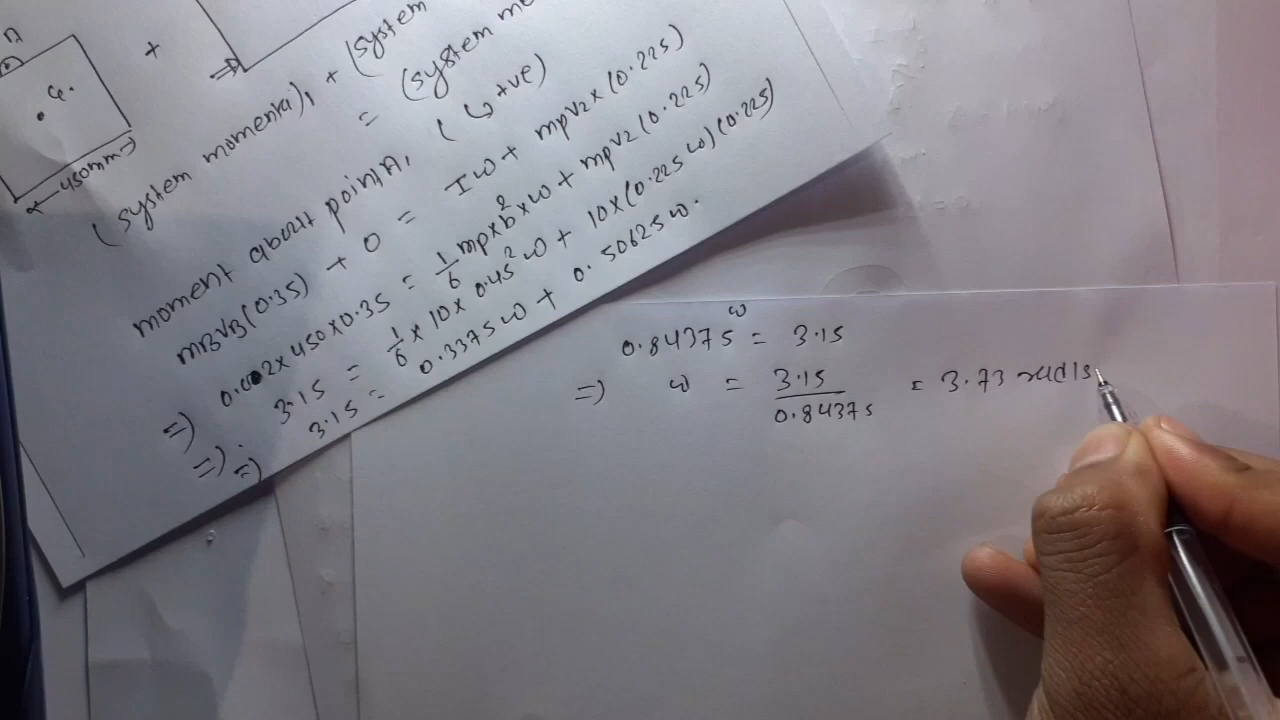 A
G.
450mm
+
(system momenta)₁ + (system
= (system mo
moment about point A, (↺ +ve)
mBVB(0.35) + 0 = Iω + mpv2 × (0.225)
=) 0.002 × 450 × 0.35 = 1/6 mp × b² × ω + mpv2 (0.225)
=) 3.15 = 1/6 × 10 × 0.45² ω + 10 × (0.225 ω)(0.225)
=) 3.15 = 0.3375 ω + 0.50625 ω.
0.84375 ω = 3.15
=) ω = 3.15/0.84375 = 3.73 rad/s